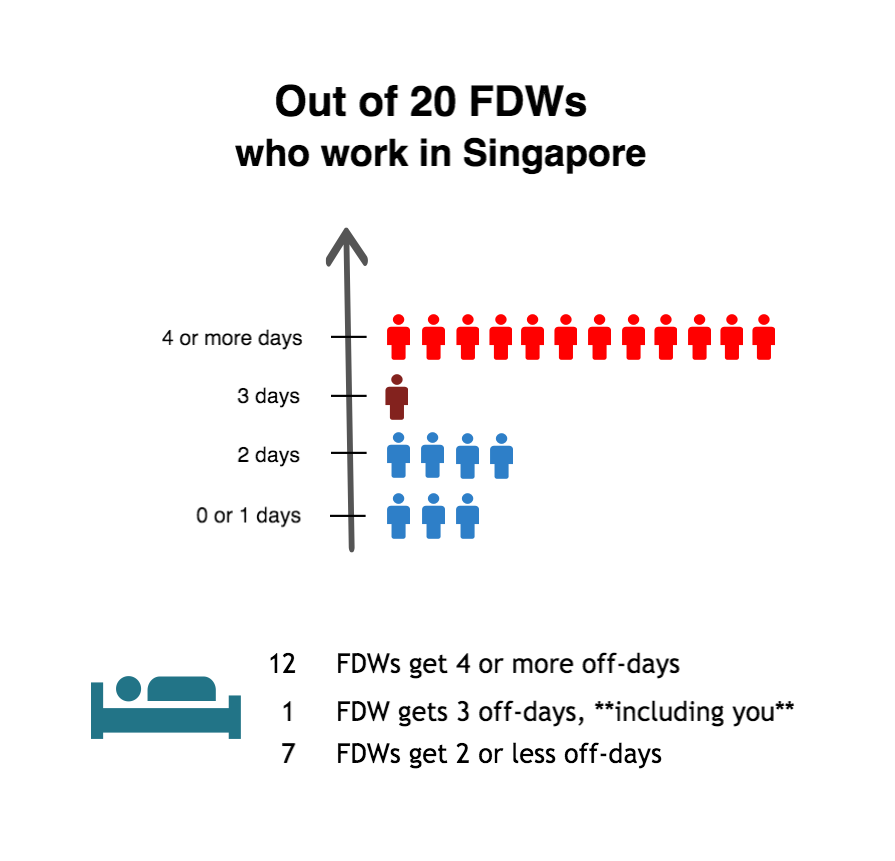 Out of 20 FDWs
who work in Singapore
4 or more days
3 days
2 days
0 or 1 days
12 FDWs get 4 or more off-days
1 FDW gets 3 off-days, **including you**
7 FDWs get 2 or less off-days